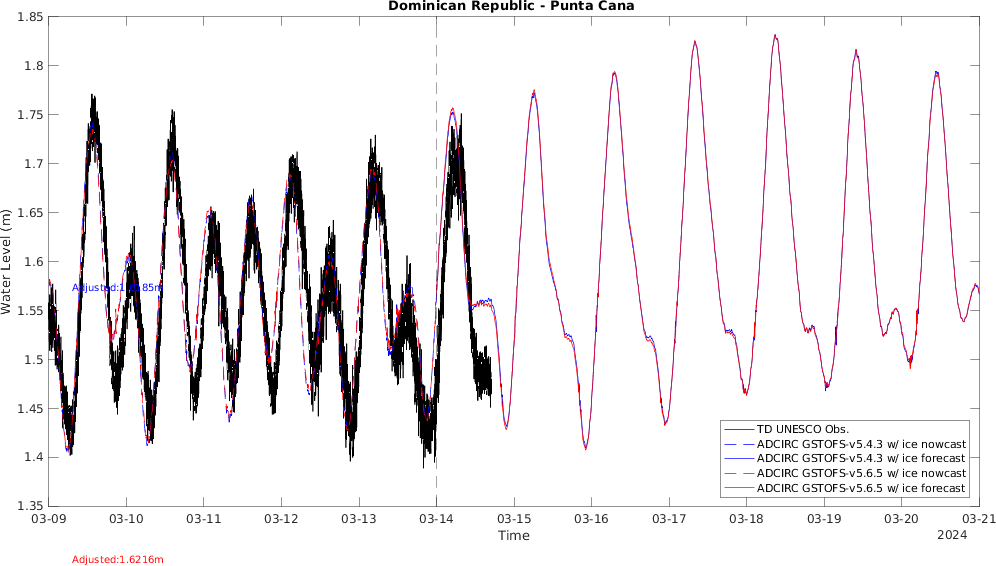 Dominican Republic - Punta Cana
1.85
1.8
1.75
1.7
1.65
1.6
1.55
1.5
1.45
1.4
1.35
Water Level (m)
03-09
03-10
03-11
03-12
03-13
03-14
03-15
03-16
03-17
03-18
03-19
03-20
03-21
Time
2024
TD UNESCO Obs.
ADCIRC GSTOFS-v5.4.3 w/ ice nowcast
ADCIRC GSTOFS-v5.4.3 w/ ice forecast
ADCIRC GSTOFS-v5.6.5 w/ ice nowcast
ADCIRC GSTOFS-v5.6.5 w/ ice forecast
Adjusted:1.6216m